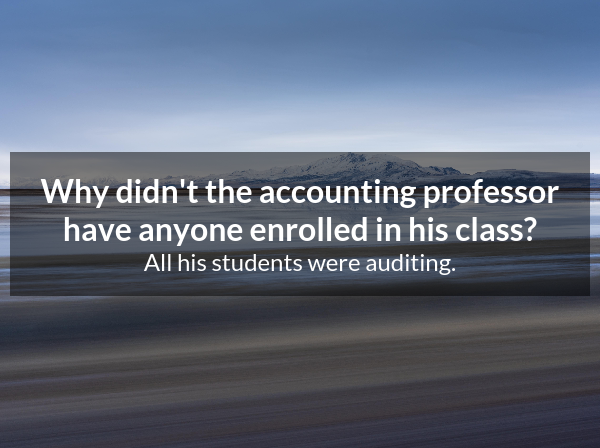 Why didn't the accounting professor
have anyone enrolled in his class?
All his students were auditing.